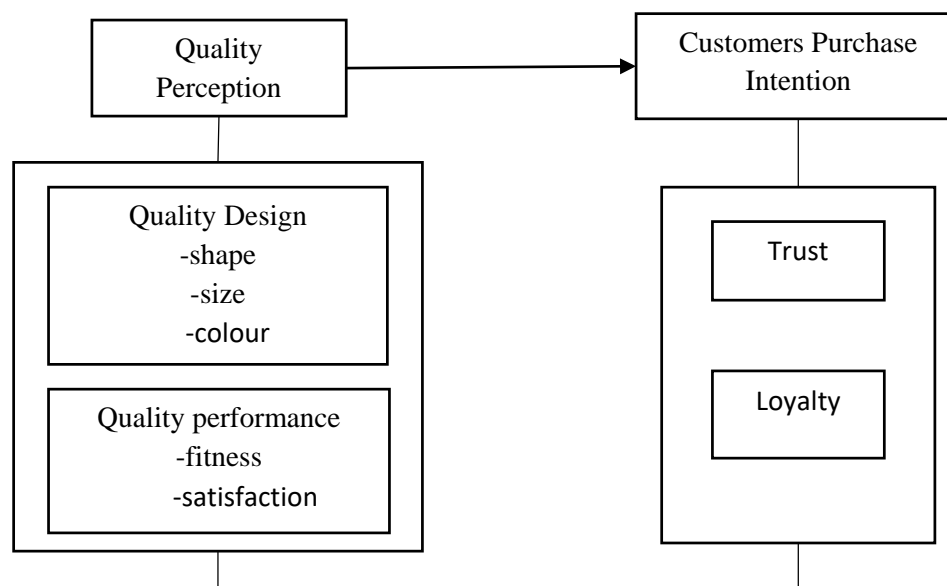 Quality
Perception
Customers Purchase
Intention
Quality Design
-shape
-size
-colour
Quality performance
-fitness
-satisfaction
Trust
Loyalty